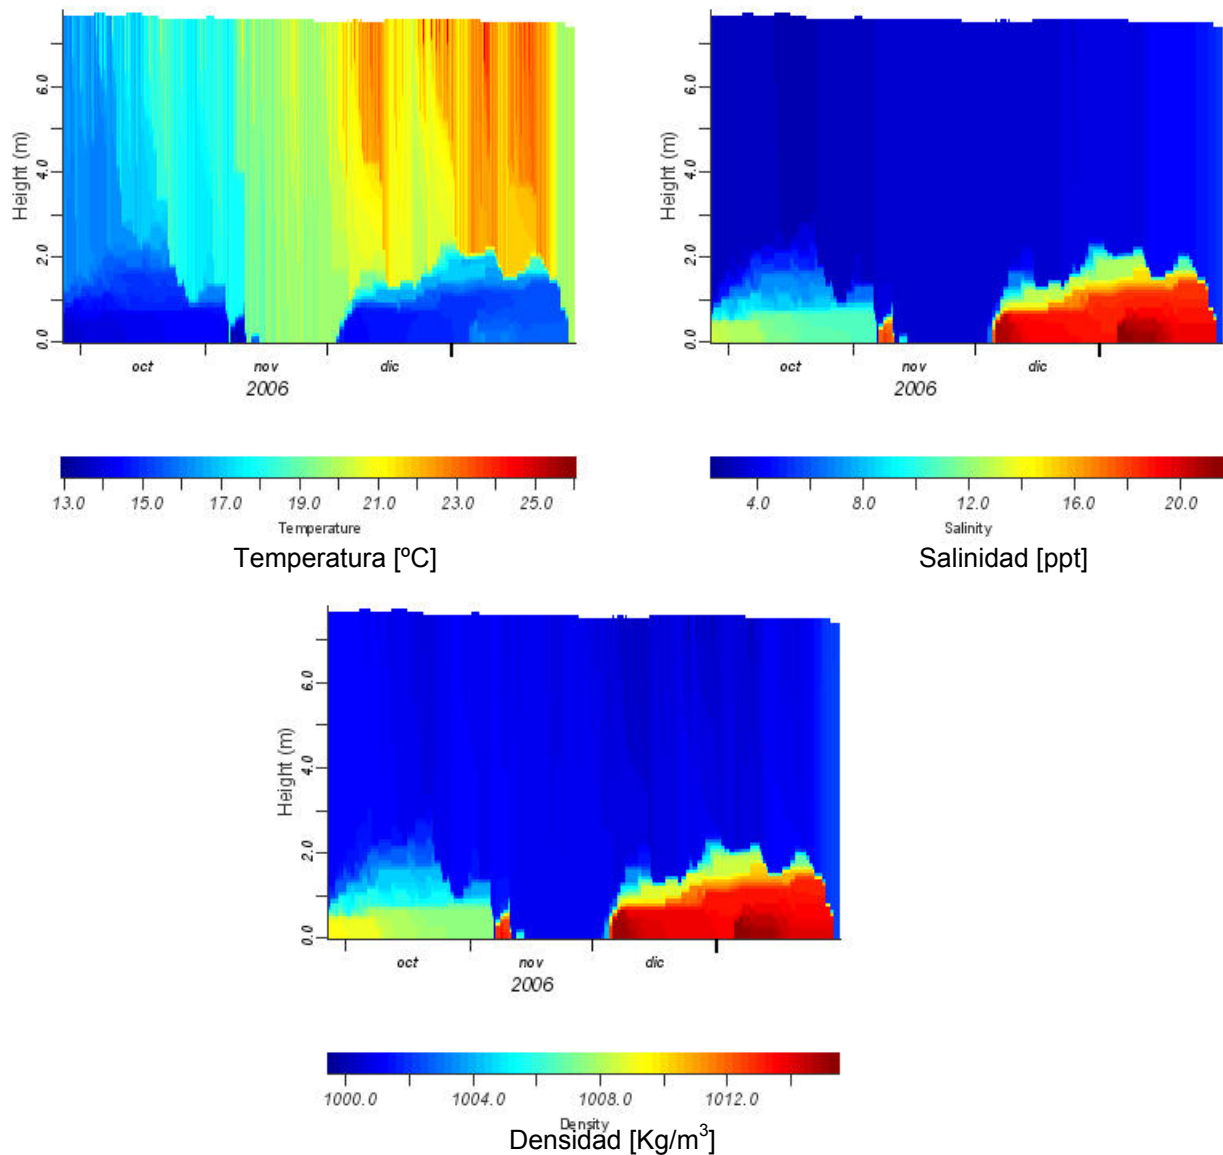 Height (m)
6.0
4.0
2.0
0.0
oct nov dic
2006
13.0 15.0 17.0 19.0 21.0 23.0 25.0
Temperature
Temperatura [ºC]
Height (m)
6.0
4.0
2.0
0.0
oct nov dic
2006
4.0 8.0 12.0 16.0 20.0
Salinity
Salinidad [ppt]
Height (m)
6.0
4.0
2.0
0.0
oct nov dic
2006
1000.0 1004.0 1008.0 1012.0
Density
Densidad [Kg/m³]